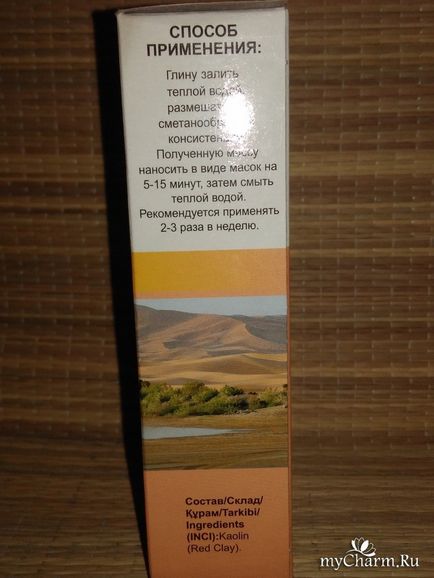 СПОСОБ
ПРИМЕНЕНИЯ:
Глину залить
теплой водой,
размешать
консистенции.
Полученную массу
наносить в виде масок на
5-15 минут, затем смыть
теплой водой.
Рекомендуется применять
2-3 раза в неделю.
Состав/Склад/
Құрам/Tarkibi/
Ingredients
(INCI):Kaolin
(Red Clay).
myCharm.Ru